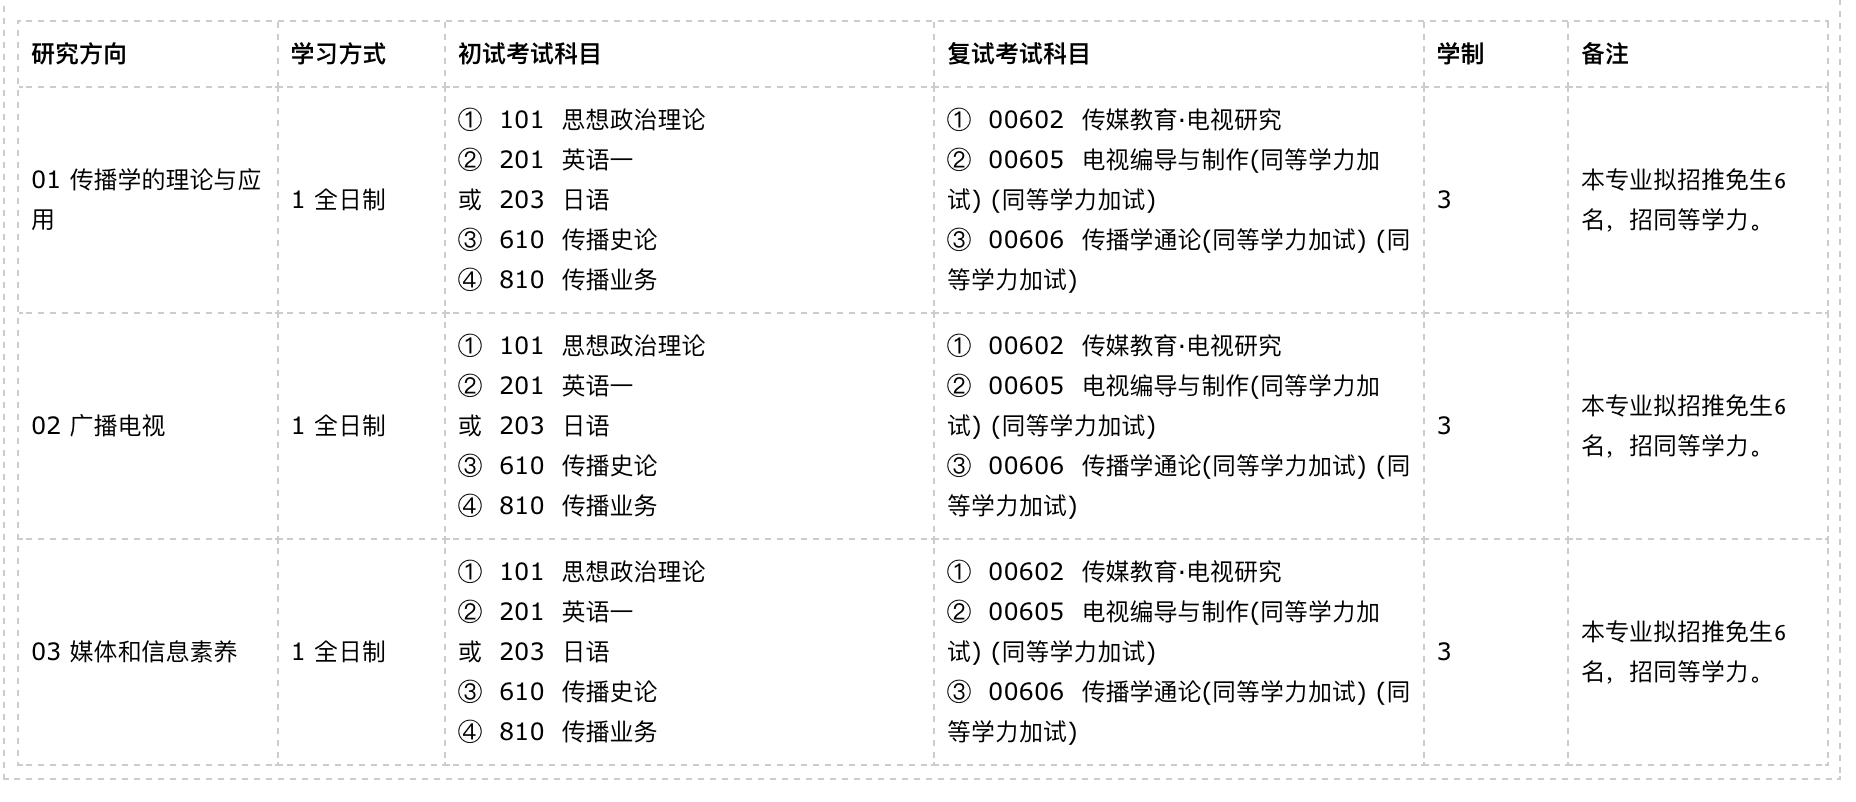 研究方向 学习方式 初试考试科目 复试考试科目 学制 备注
01 传播学的理论与应
用
1 全日制
① 101 思想政治理论
② 201 英语一
或 203 日语
③ 610 传播史论
④ 810 传播业务
① 00602 传媒教育·电视研究
② 00605 电视编导与制作(同等学力加
试) (同等学力加试)
③ 00606 传播学通论(同等学力加试) (同
等学力加试)
3
本专业拟招推免生6
名，招同等学力。
02 广播电视
1 全日制
① 101 思想政治理论
② 201 英语一
或 203 日语
③ 610 传播史论
④ 810 传播业务
① 00602 传媒教育·电视研究
② 00605 电视编导与制作(同等学力加
试) (同等学力加试)
③ 00606 传播学通论(同等学力加试) (同
等学力加试)
3
本专业拟招推免生6
名，招同等学力。
03 媒体和信息素养
1 全日制
① 101 思想政治理论
② 201 英语一
或 203 日语
③ 610 传播史论
④ 810 传播业务
① 00602 传媒教育·电视研究
② 00605 电视编导与制作(同等学力加
试) (同等学力加试)
③ 00606 传播学通论(同等学力加试) (同
等学力加试)
3
本专业拟招推免生6
名，招同等学力。